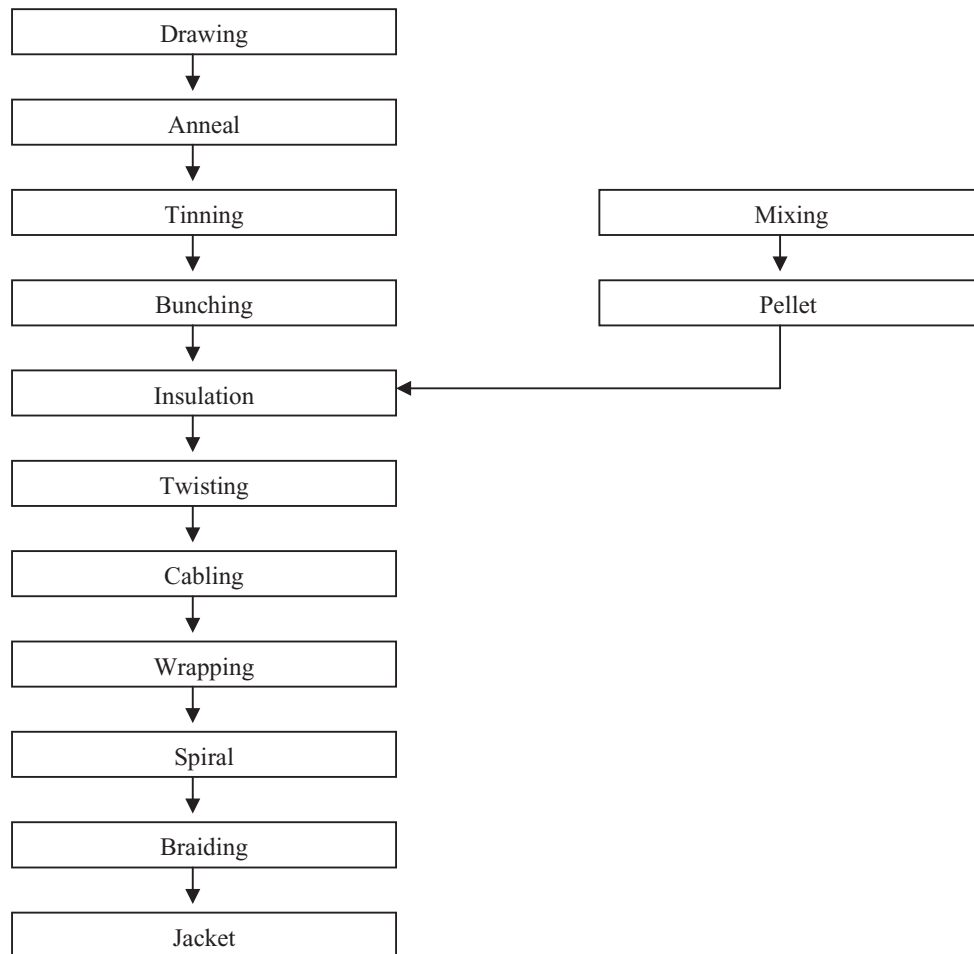 Drawing
Anneal
Tinning
Mixing
Bunching
Pellet
Insulation
Twisting
Cabling
Wrapping
Spiral
Braiding
Jacket